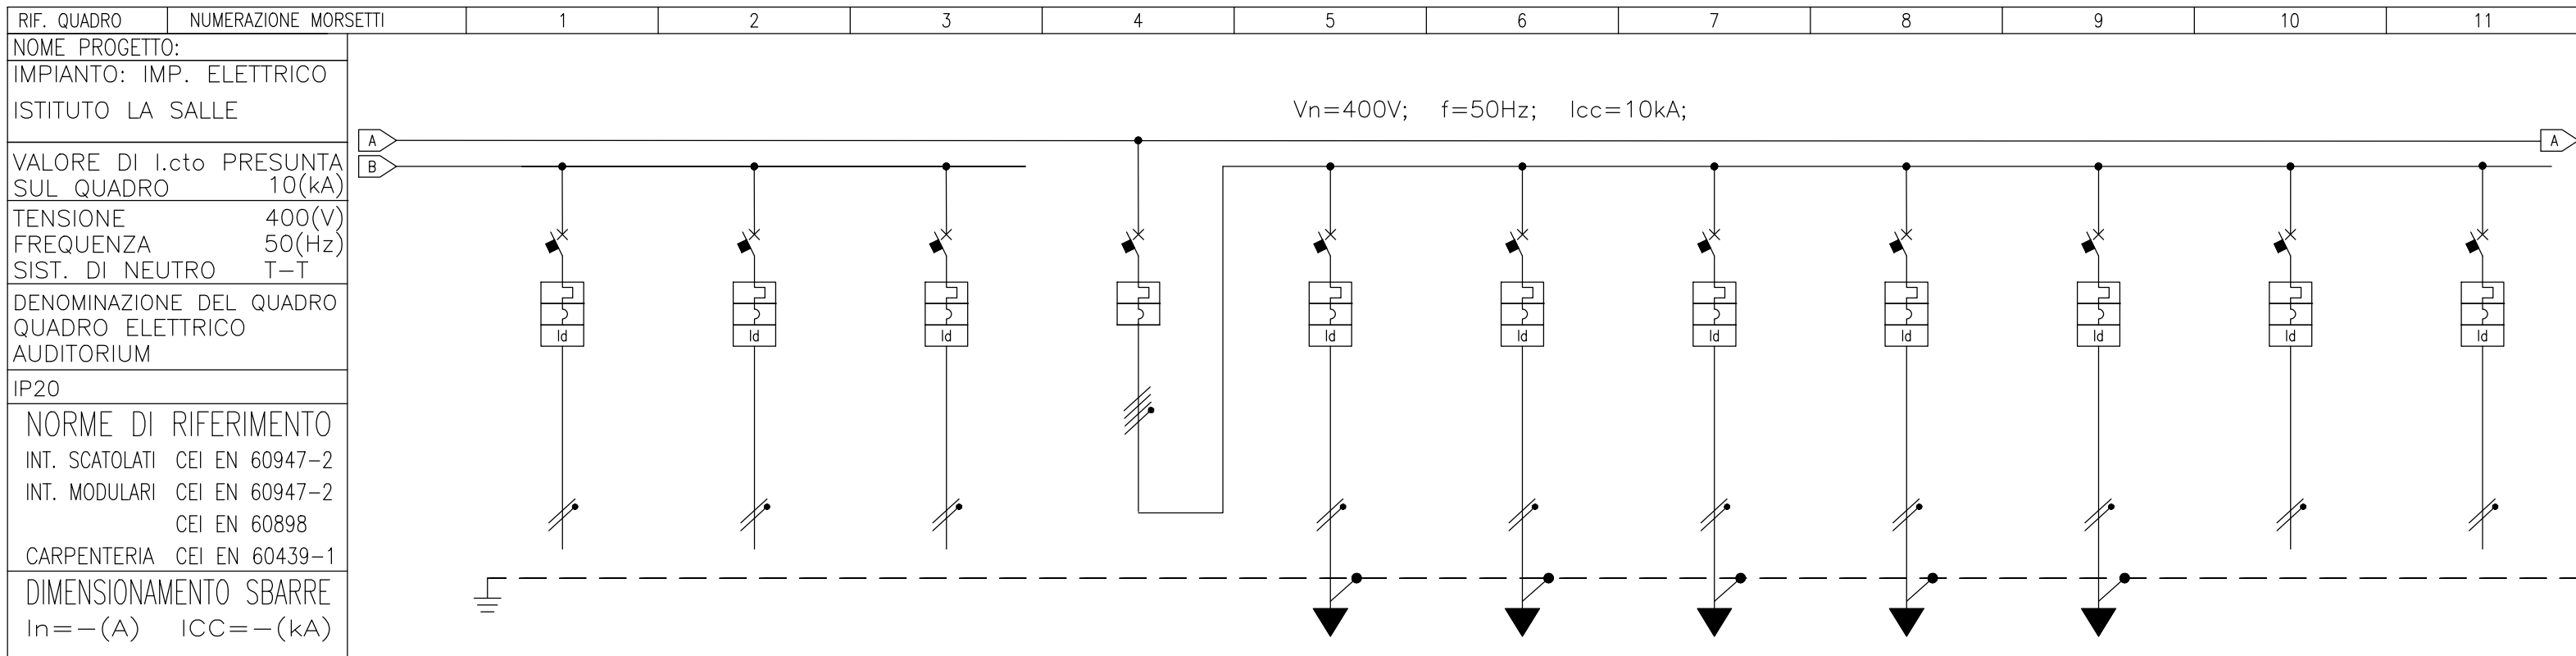 RIF. QUADRO NUMERAZIONE MORSETTI 1 2 3 4 5 6 7 8 9 10 11
NOME PROGETTO:
IMPIANTO: IMP. ELETTRICO
ISTITUTO LA SALLE
Vn=400V; f=50Hz; Icc=10kA;
A A
B
VALORE DI I.cto PRESUNTA
SUL QUADRO 10(kA)
TENSIONE 400(V)
FREQUENZA 50(Hz)
SIST. DI NEUTRO T-T
DENOMINAZIONE DEL QUADRO
QUADRO ELETTRICO
AUDITORIUM
Id Id Id Id Id Id Id Id Id Id
IP20
NORME DI RIFERIMENTO
INT. SCATOLATI CEI EN 60947-2
INT. MODULARI CEI EN 60947-2
CEI EN 60898
CARPENTERIA CEI EN 60439-1
DIMENSIONAMENTO SBARRE
In=-(A) ICC=-(kA)